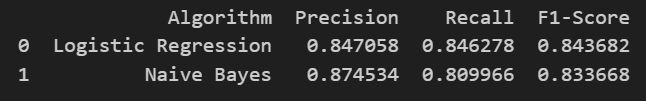 Algorithm Precision Recall F1-Score
0 Logistic Regression 0.847058 0.846278 0.843682
1 Naive Bayes 0.874534 0.809966 0.833668